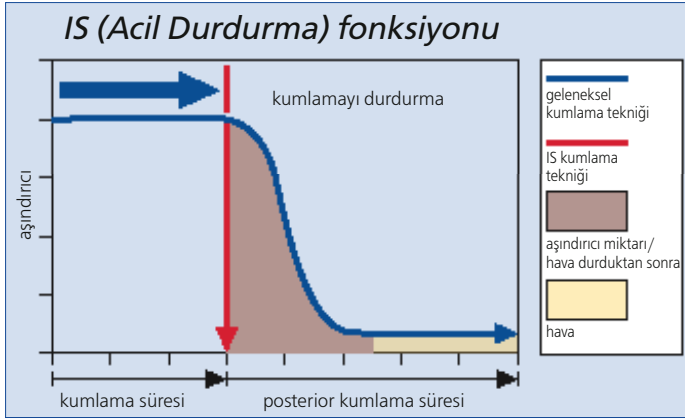 IS (Acil Durdurma) fonksiyonu
kumlamayı durdurma
aşındırıcı
kumlama süresi
posterior kumlama süresi
geleneksel
kumlama tekniği
IS kumlama
tekniği
aşındırıcı miktarı/
hava durduktan sonra
hava